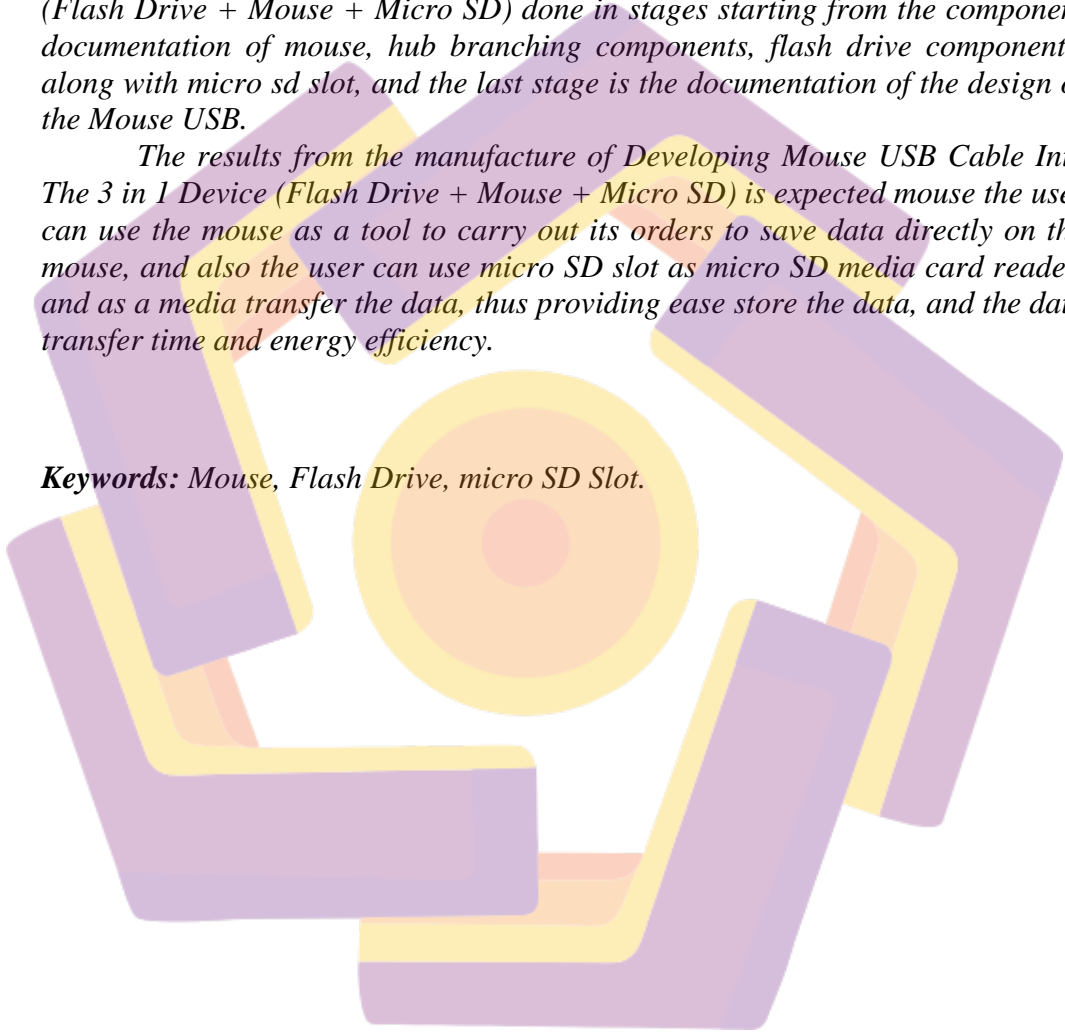 (Flash Drive + Mouse + Micro SD) done in stages starting from the componen
documentation of mouse, hub branching components, flash drive component
along with micro sd slot, and the last stage is the documentation of the design o
the Mouse USB.
The results from the manufacture of Developing Mouse USB Cable Int
The 3 in 1 Device (Flash Drive + Mouse + Micro SD) is expected mouse the use
can use the mouse as a tool to carry out its orders to save data directly on th
mouse, and also the user can use micro SD slot as micro SD media card reade
and as a media transfer the data, thus providing ease store the data, and the dat
transfer time and energy efficiency.
Keywords: Mouse, Flash Drive, micro SD Slot.